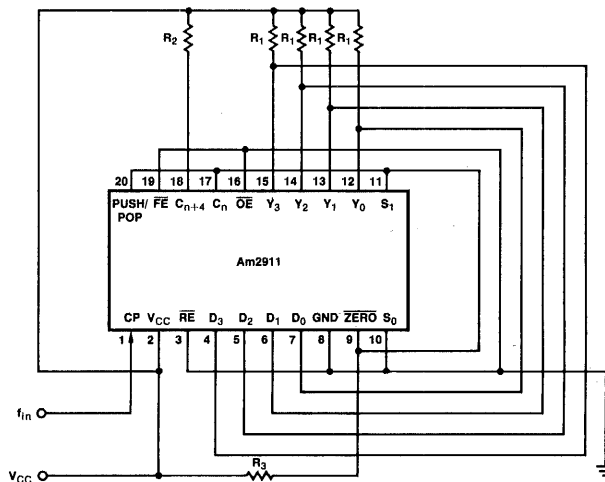 R2 R1 R1 R1 R1
20 19 18 17 16 15 14 13 12 11
PUSH/ FE Cn+4 Cn OE Y3 Y2 Y1 Y0 S1
POP
Am2911
CP VCC RE D3 D2 D1 D0 GND ZERO S0
1 2 3 4 5 6 7 8 9 10
fin
R3
VCC